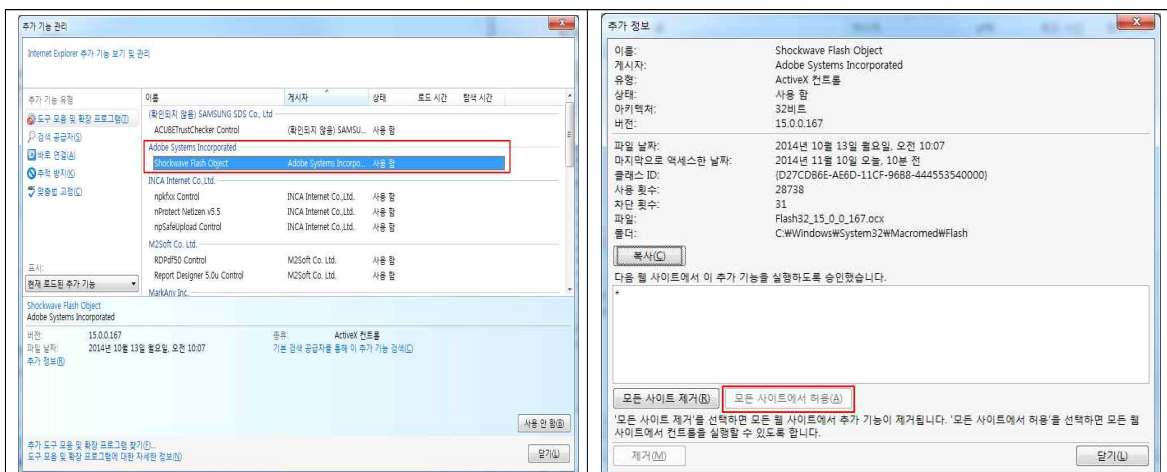 추가 기능 관리
Internet Explorer 추가 기능 보기 및 관리
추가 기능 유형
도구 모음 및 확장 프로그램(T)
검색 공급자(S)
바로 연결(A)
추적 방지(K)
맞춤법 교정(C)
표시:
현재 로드된 추가 기능
이름 게시자 상태 로드 시간 탐색 시간
(확인되지 않음) SAMSUNG SDS Co., Ltd
ACUBETrustChecker Control (확인되지 않음) SAMSU... 사용 함
Adobe Systems Incorporated
Shockwave Flash Object Adobe Systems Incorpo... 사용 함
INCA Internet Co.,Ltd.
npkfxx Control INCA Internet Co.,Ltd. 사용 함
nProtect Netizen v5.5 INCA Internet Co.,Ltd. 사용 함
npSafeUpload Control INCA Internet Co.,Ltd. 사용 함
M2Soft Co. Ltd.
RDPdf50 Control M2Soft Co. Ltd. 사용 함
Report Designer 5.0u Control M2Soft Co. Ltd. 사용 함
MarkAny Inc.
Shockwave Flash Object
Adobe Systems Incorporated
버전: 15.0.0.167 종류: ActiveX 컨트롤
파일 날짜: 2014년 10월 13일 월요일, 오전 10:07 기본 검색 공급자를 통해 이 추가 기능 검색(C)
추가 정보(R)
사용 안 함(B)
추가 도구 모음 및 확장 프로그램 찾기(F)...
도구 모음 및 확장 프로그램에 대한 자세한 정보(N)
닫기(L)
추가 정보
이름: Shockwave Flash Object
게시자: Adobe Systems Incorporated
유형: ActiveX 컨트롤
상태: 사용 함
아키텍처: 32비트
버전: 15.0.0.167
파일 날짜: 2014년 10월 13일 월요일, 오전 10:07
마지막으로 액세스한 날짜: 2014년 11월 10일 오늘, 10분 전
클래스 ID: {D27CDB6E-AE6D-11CF-96B8-444553540000}
사용 횟수: 28738
차단 횟수: 31
파일: Flash32_15_0_0_167.ocx
폴더: C:₩Windows₩System32₩Macromed₩Flash
복사(C)
다음 웹 사이트에서 이 추가 기능을 실행하도록 승인했습니다.
*
모든 사이트 제거(R) 모든 사이트에서 허용(A)
'모든 사이트 제거'를 선택하면 모든 웹 사이트에서 추가 기능이 제거됩니다. '모든 사이트에서 허용'을 선택하면 모든 웹
사이트에서 컨트롤을 실행할 수 있도록 합니다.
제거(M) 닫기(L)